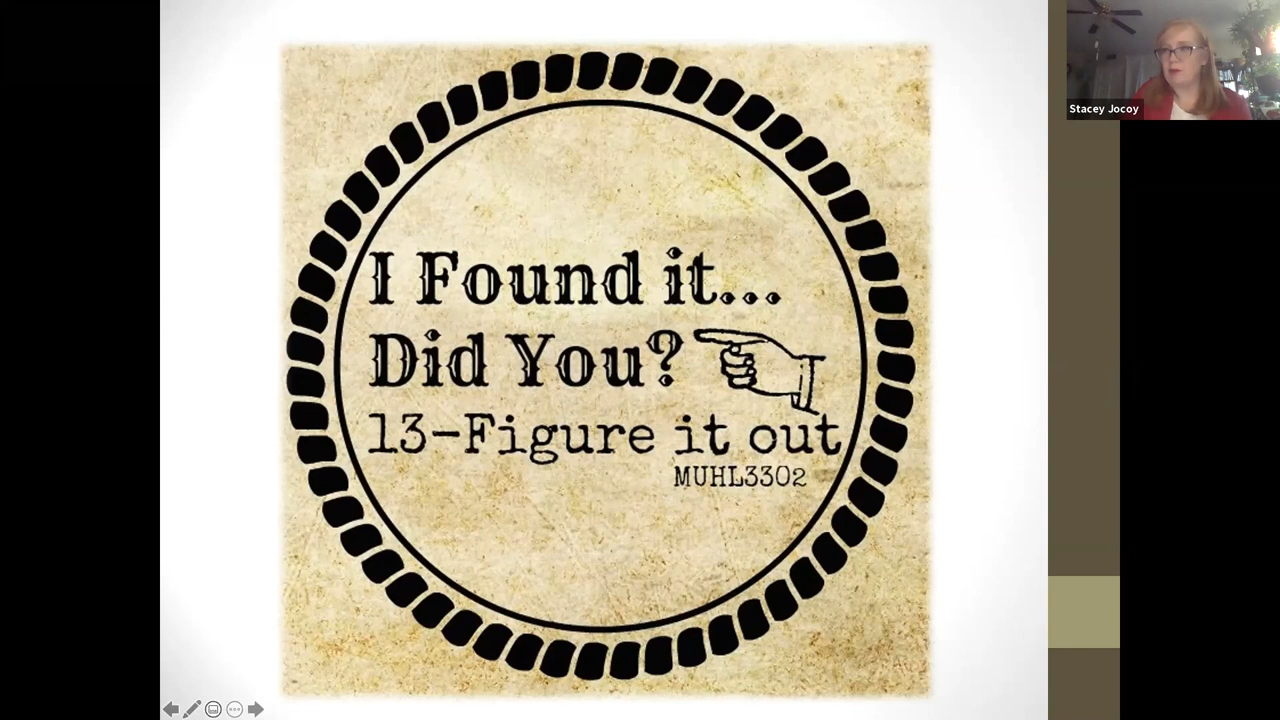 I Found it...
Did You?
13-Figure it out
MUHL3302
Stacey Jocoy